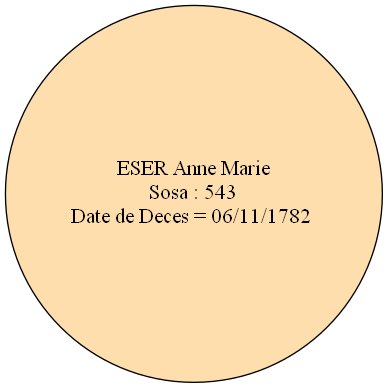 ESER Anne Marie
Sosa : 543
Date de Deces = 06/11/1782